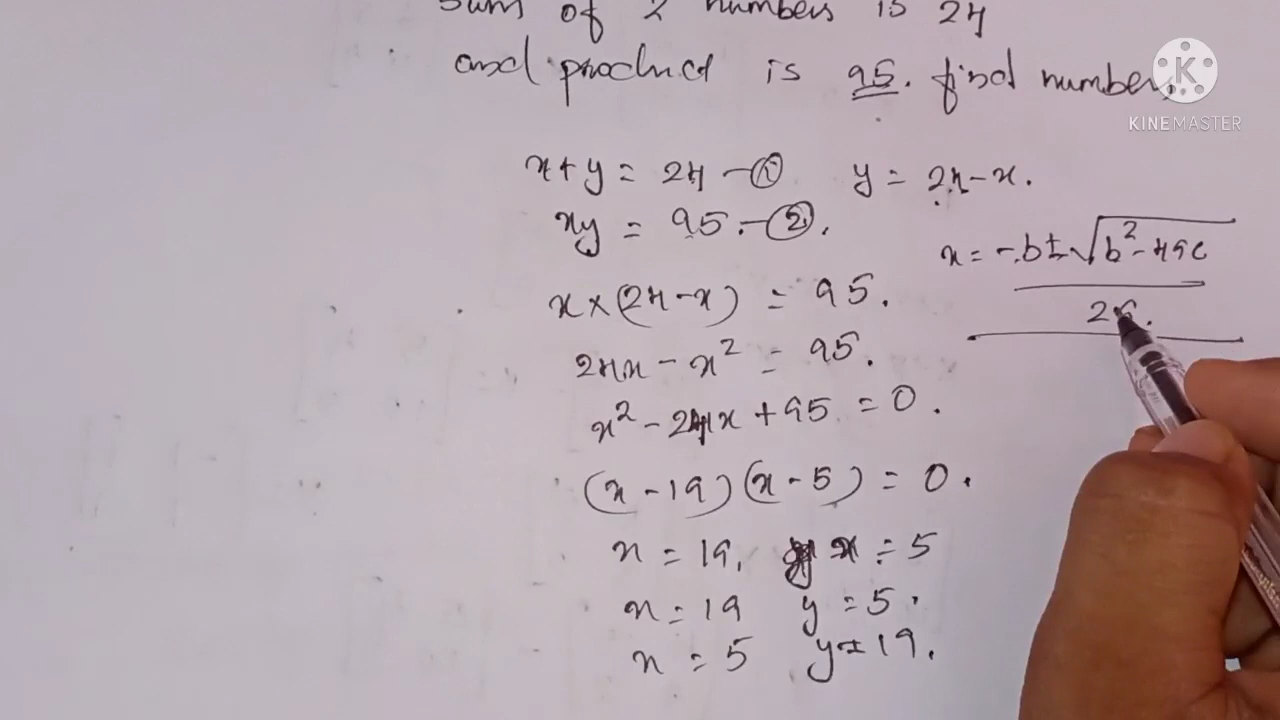 Sum of 2 numbers is 24
and product is 95. find numbers
KINEMASTER
x + y = 24 - ① y = 24 - x.
xy = 95. - ②.
x = -b ± √b² - 4ac
x × (24 - x) = 95.
2a.
24x - x² = 95.
x² - 24x + 95 = 0.
(x - 19) (x - 5) = 0.
x = 19, x = 5
x = 19 y = 5.
x = 5 y = 19.